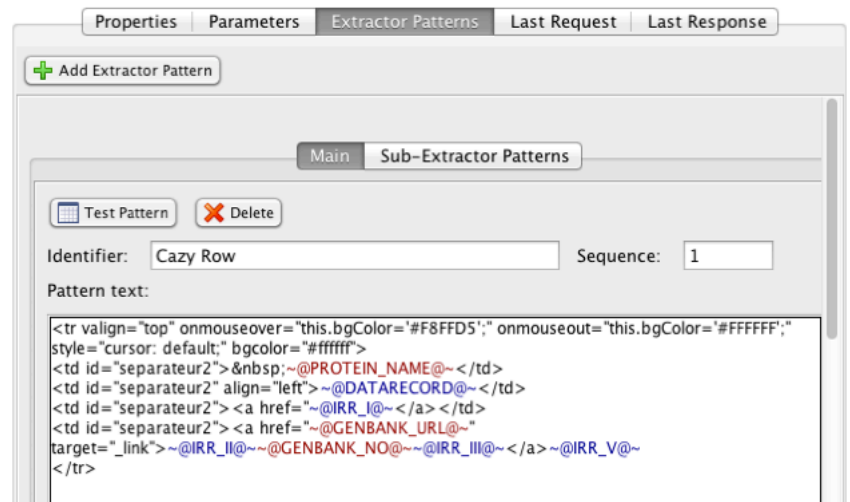 Properties Parameters Extractor Patterns Last Request Last Response
Add Extractor Pattern
Main Sub-Extractor Patterns
Test Pattern Delete
Identifier: Cazy Row Sequence: 1
Pattern text:
<tr valign="top" onmouseover="this.bgColor='#F8FFD5';" onmouseout="this.bgColor='#FFFFFF';"
style="cursor: default;" bgcolor="#ffffff">
<td id="separateur2">&nbsp;~@PROTEIN_NAME@~</td>
<td id="separateur2" align="left">~@DATARECORD@~</td>
<td id="separateur2"><a href="~@IRR_I@~</a></td>
<td id="separateur2"><a href="~@GENBANK_URL@~"
target="_link">~@IRR_II@~~@GENBANK_NO@~~@IRR_III@~</a>~@IRR_V@~
</tr>